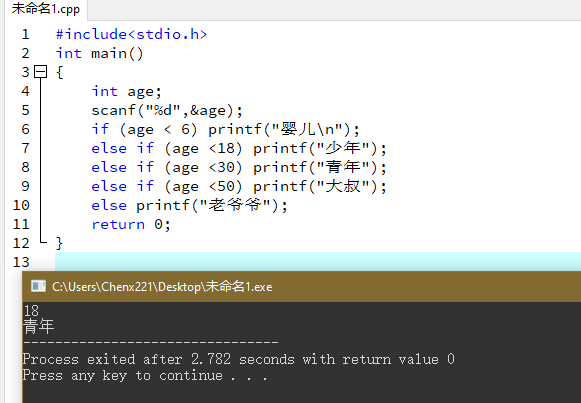 未命名1.cpp
1 #include<stdio.h>
2 int main()
3 {
4 int age;
5 scanf("%d",&age);
6 if (age < 6) printf("婴儿\n");
7 else if (age <18) printf("少年");
8 else if (age <30) printf("青年");
9 else if (age <50) printf("大叔");
10 else printf("老爷爷");
11 return 0;
12 }
13
C:\Users\Chenx221\Desktop\未命名1.exe
18
青年
--------------------------------
Process exited after 2.782 seconds with return value 0
Press any key to continue . . .